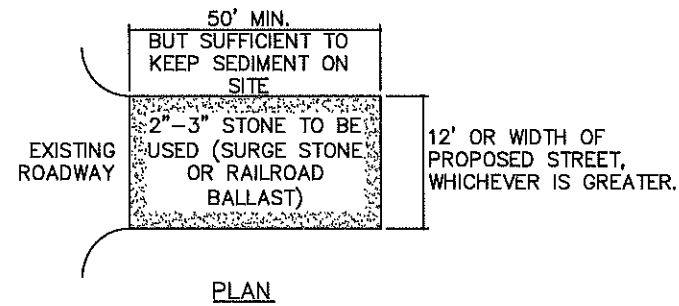 50' MIN.
BUT SUFFICIENT TO
KEEP SEDIMENT ON
SITE
2"-3" STONE TO BE
USED (SURGE STONE
OR RAILROAD
BALLAST)
EXISTING
ROADWAY
12' OR WIDTH OF
PROPOSED STREET,
WHICHEVER IS GREATER.
PLAN